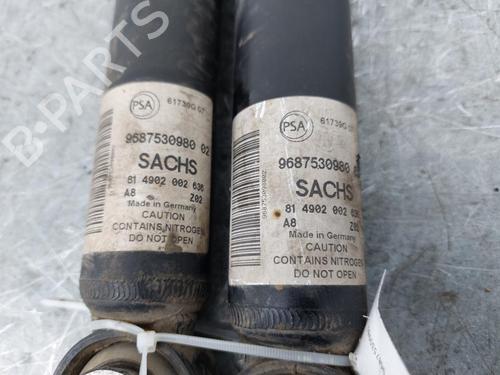 PSA
61739G 07
9687530980 02
SACHS
81 4902 002 636
A8 Z02
Made in Germany
CAUTION
CONTAINS NITROGEN
DO NOT OPEN
PSA
61739G
9687530980
SACHS
81 4902 002 636
A8 Z02
Made in Germany
CAUTION
CONTAINS NITROGEN
DO NOT OPEN
B-PARTS